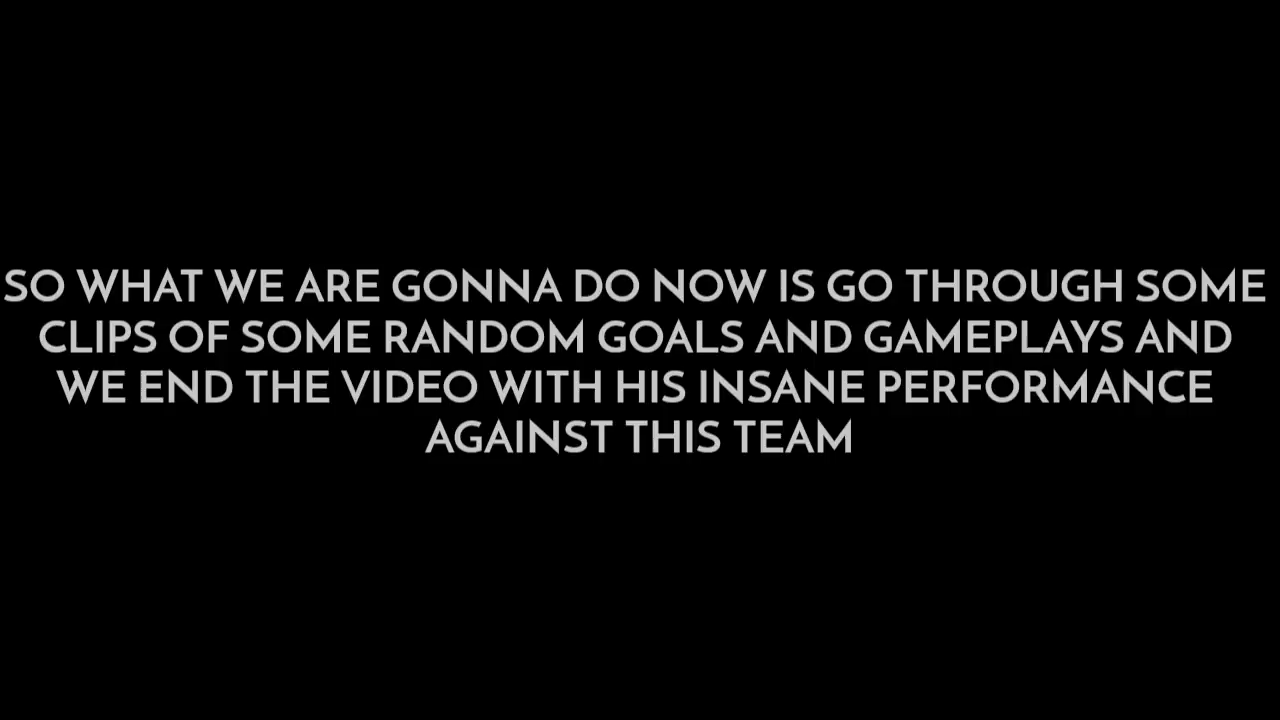 SO WHAT WE ARE GONNA DO NOW IS GO THROUGH SOME
CLIPS OF SOME RANDOM GOALS AND GAMEPLAYS AND
WE END THE VIDEO WITH HIS INSANE PERFORMANCE
AGAINST THIS TEAM